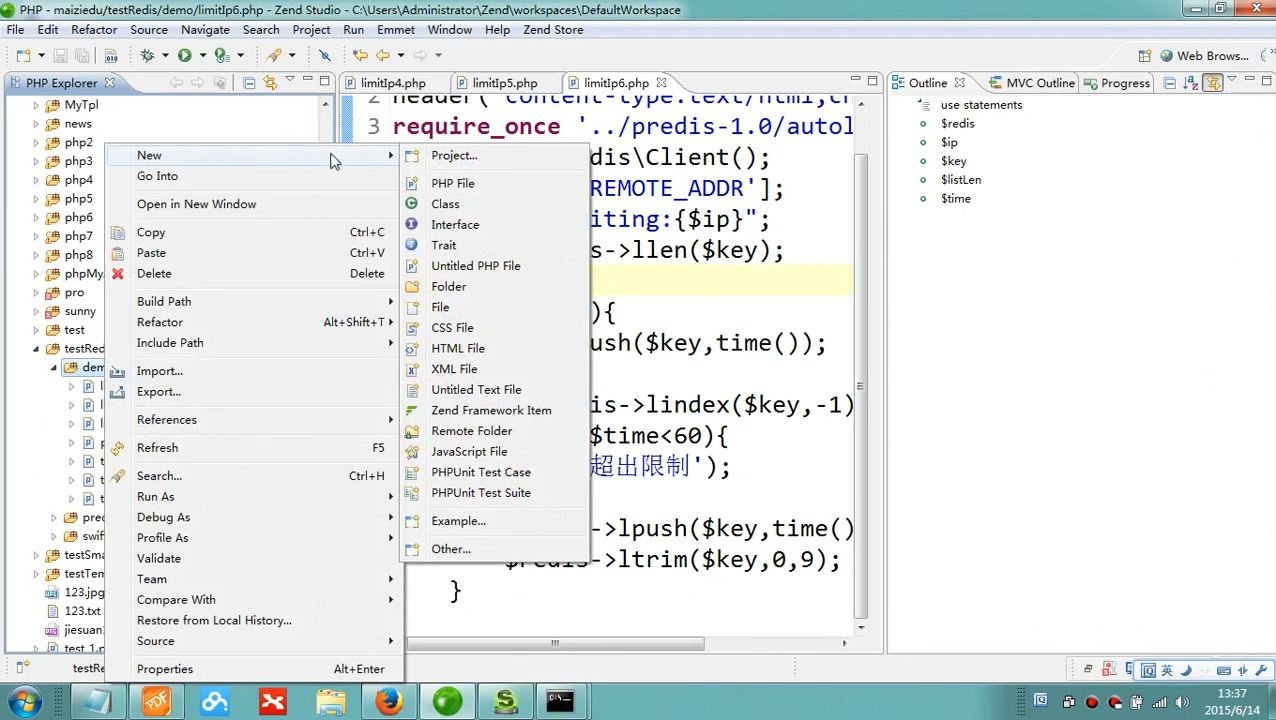 PHP - maiziedu/testRedis/demo/limitIp6.php - Zend Studio - C:\Users\Administrator\Zend\workspaces\DefaultWorkspace
File Edit Refactor Source Navigate Search Project Run Emmet Window Help Zend Store
Web Brows...
PHP Explorer
limitIp4.php limitIp5.php limitIp6.php
Outline MVC Outline Progress
MyTpl
news
php2
php3
php4
php5
php6
php7
php8
phpMy
pro
sunny
test
testRed
den
pred
swif
testSma
testTem
123.jpg
123.txt
jiesuan
test_1.p
New
Go Into
Open in New Window
Copy Ctrl+C
Paste Ctrl+V
Delete Delete
Build Path
Refactor Alt+Shift+T
Include Path
Import...
Export...
References
Refresh F5
Search... Ctrl+H
Run As
Debug As
Profile As
Validate
Team
Compare With
Restore from Local History...
Source
Properties Alt+Enter
Project...
PHP File
Class
Interface
Trait
Untitled PHP File
Folder
File
CSS File
HTML File
XML File
Untitled Text File
Zend Framework Item
Remote Folder
JavaScript File
PHPUnit Test Case
PHPUnit Test Suite
Example...
Other...
2
3 require_once '../predis-1.0/autol
dis\Client();
REMOTE_ADDR'];
iting:{$ip}";
s->llen($key);
){
ush($key,time());
is->lindex($key,-1)
$time<60){
超出限制');
->lpush($key,time()
$redis->ltrim($key,0,9);
}
use statements
$redis
$ip
$key
$listLen
$time
testRe
英
13:37
2015/6/14